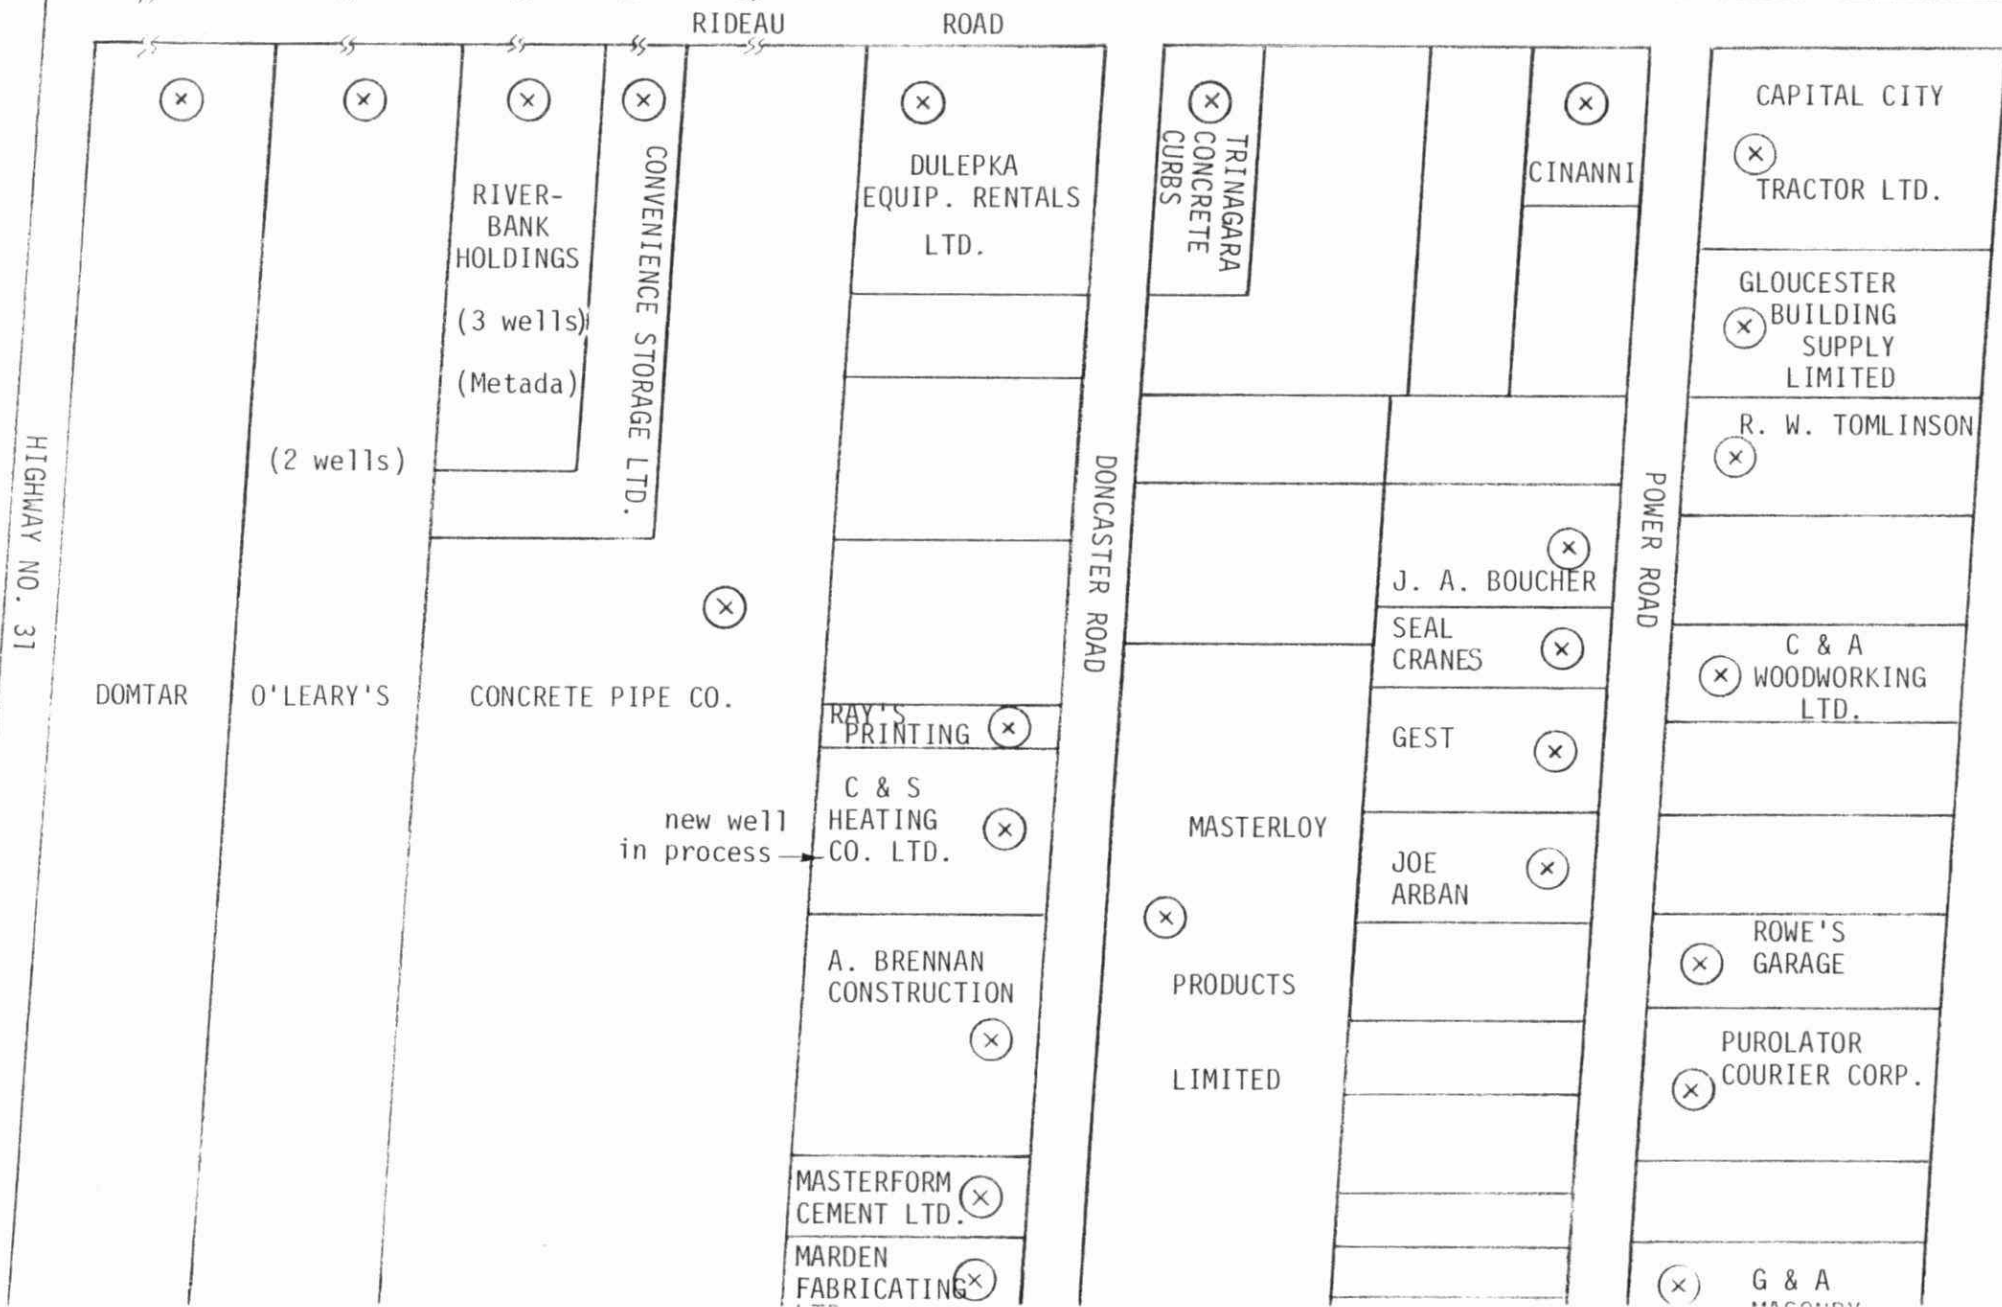 RIDEAU ROAD
HIGHWAY NO. 31
DOMTAR
(2 wells)
O'LEARY'S
RIVER-
BANK
HOLDINGS
(3 wells)
(Metada)
CONVENIENCE STORAGE LTD.
CONCRETE PIPE CO.
new well
in process
DULEPKA
EQUIP. RENTALS
LTD.
RAY'S
PRINTING
C & S
HEATING
CO. LTD.
A. BRENNAN
CONSTRUCTION
MASTERFORM
CEMENT LTD.
MARDEN
FABRICATING
LTD.
DONCASTER ROAD
TRINAGARA
CONCRETE
CURBS
CINANNI
J. A. BOUCHER
SEAL
CRANES
GEST
JOE
ARBAN
MASTERLOY
PRODUCTS
LIMITED
POWER ROAD
CAPITAL CITY
TRACTOR LTD.
GLOUCESTER
BUILDING
SUPPLY
LIMITED
R. W. TOMLINSON
C & A
WOODWORKING
LTD.
ROWE'S
GARAGE
PUROLATOR
COURIER CORP.
G & A
MASONRY